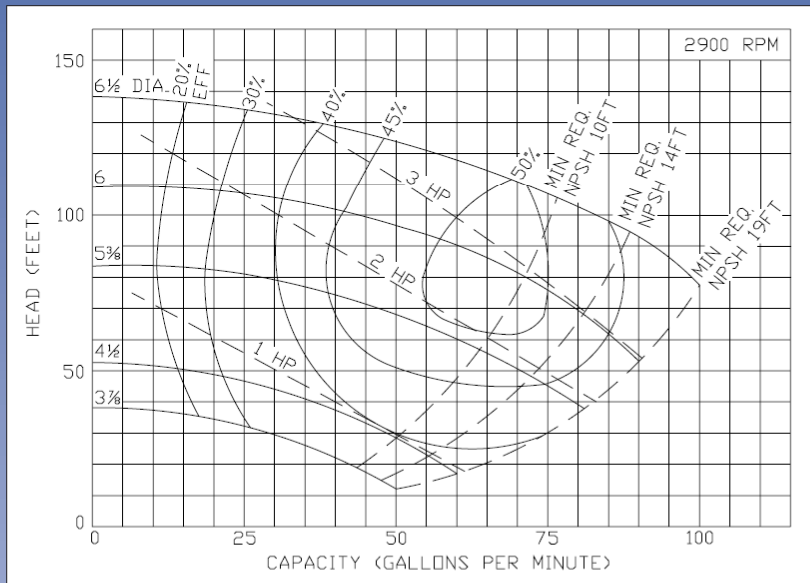 2900 RPM
150
6½ DIA.
20% EFF
30%
40%
45%
50%
MIN REQ.
NPSH 10FT
MIN REQ.
NPSH 14FT
MIN REQ.
NPSH 19FT
3 HP
6
100
2 HP
5⅜
HEAD (FEET)
1 HP
4½
50
3⅞
0
0
25
50
75
100
CAPACITY (GALLONS PER MINUTE)